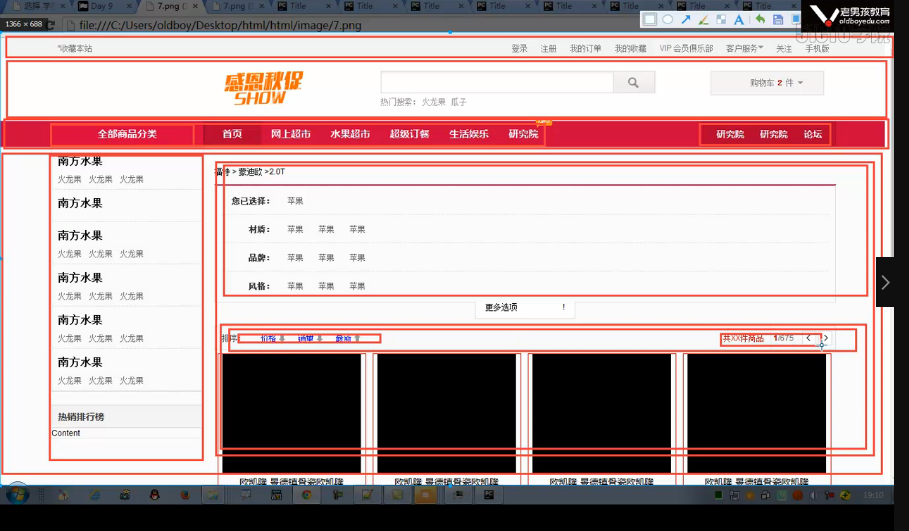 Day 9
7.png
7.png
Title
Title
Title
Title
Title
Title
1366 × 688
file:///C:/Users/oldboy/Desktop/html/html/image/7.png
老男孩教育
oldboyedu.com
*收藏本站
登录 注册 我的订单 我的收藏 VIP 会员俱乐部 客户服务 关注 手机版
感恩秋促
SHOW
购物车 2 件
热门搜索: 火龙果 瓜子
全部商品分类 首页 网上超市 水果超市 超级订餐 生活娱乐 研究院 研究院 研究院 论坛
南方水果
火龙果 火龙果 火龙果
南方水果
南方水果
火龙果 火龙果 火龙果
南方水果
火龙果 火龙果 火龙果
南方水果
火龙果 火龙果 火龙果
南方水果
火龙果 火龙果 火龙果
热销排行榜
Content
福特 > 蒙迪欧 >2.0T
您已选择: 苹果
材质: 苹果 苹果 苹果
品牌: 苹果 苹果 苹果
风格: 苹果 苹果 苹果
更多选项 !
排序: 价格 销量 最新
共XX件商品 1/675
欧凯隆 景德镇骨瓷欧凯隆 欧凯隆 景德镇骨瓷欧凯隆 欧凯隆 景德镇骨瓷欧凯隆 欧凯隆 景德镇骨瓷欧凯隆
19:10